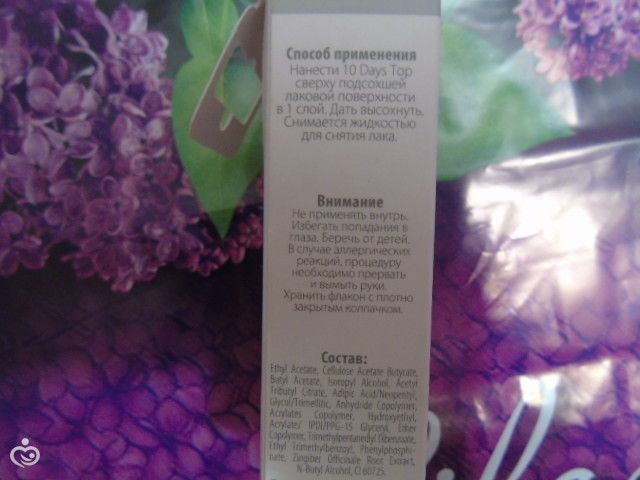 Способ применения
Нанести 10 Days Top
сверху подсохшей
лаковой поверхности
в 1 слой. Дать высохнуть.
Снимается жидкостью
для снятия лака.
Внимание
Не применять внутрь.
Избегать попадания в
глаза. Беречь от детей.
В случае аллергических
реакций, процедуру
необходимо прервать
и вымыть руки.
Хранить флакон с плотно
закрытым колпачком.
Состав:
Ethyl Acetate, Cellulose Acetate Butyrate,
Butyl Acetate, Isopropyl Alcohol, Acetyl
Tributyl Citrate, Adipic Acid/Neopentyl,
Glycol/Trimellitic, Anhydride Copolymer,
Acrylates Copolymer, Hydroxyethyl,
Acrylate/ IPDI/PPG-15 Glyceryl, Ether
Copolymer, Trimethylpentanedyl Dibenzoate,
Ethyl Trimethylbenzoyl, Phenylphosphi-
nate, Zingiber Officinale Root Extract,
N-Butyl Alcohol, CI 60725.